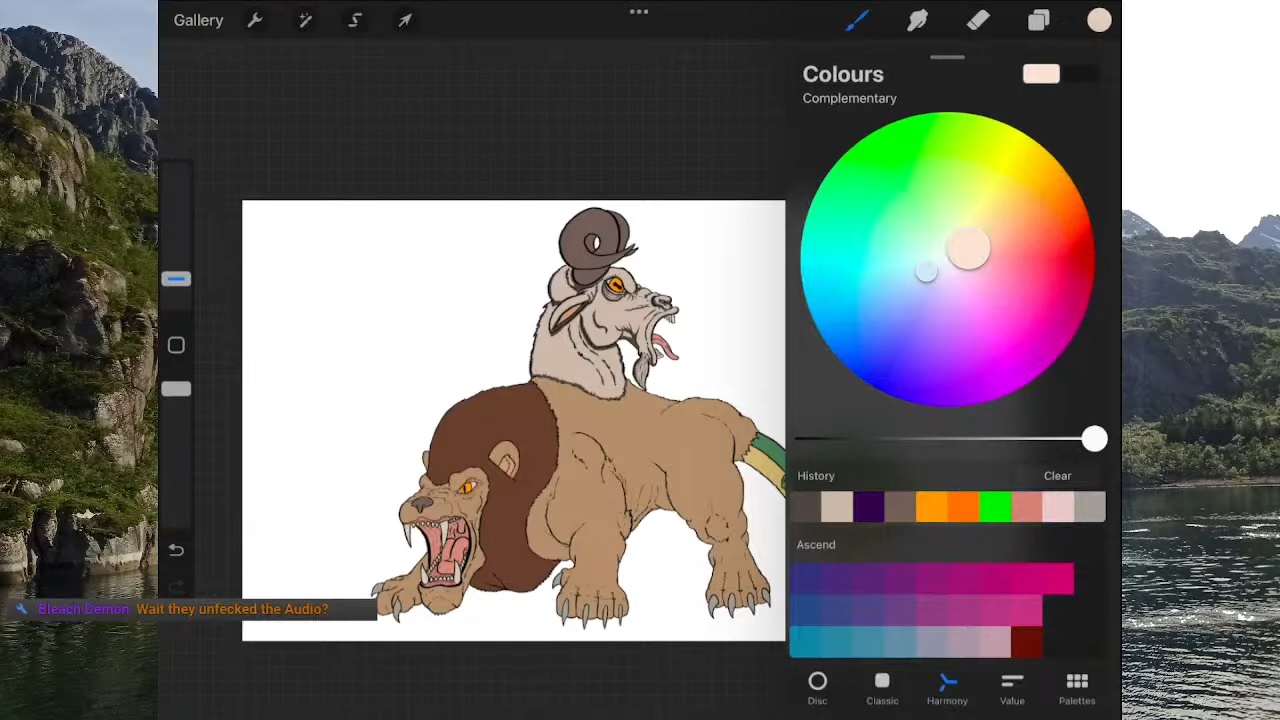 Gallery
Colours
Complementary
History
Clear
Ascend
Bleach Demon Wait they unfecked the Audio?
Disc
Classic
Harmony
Value
Palettes